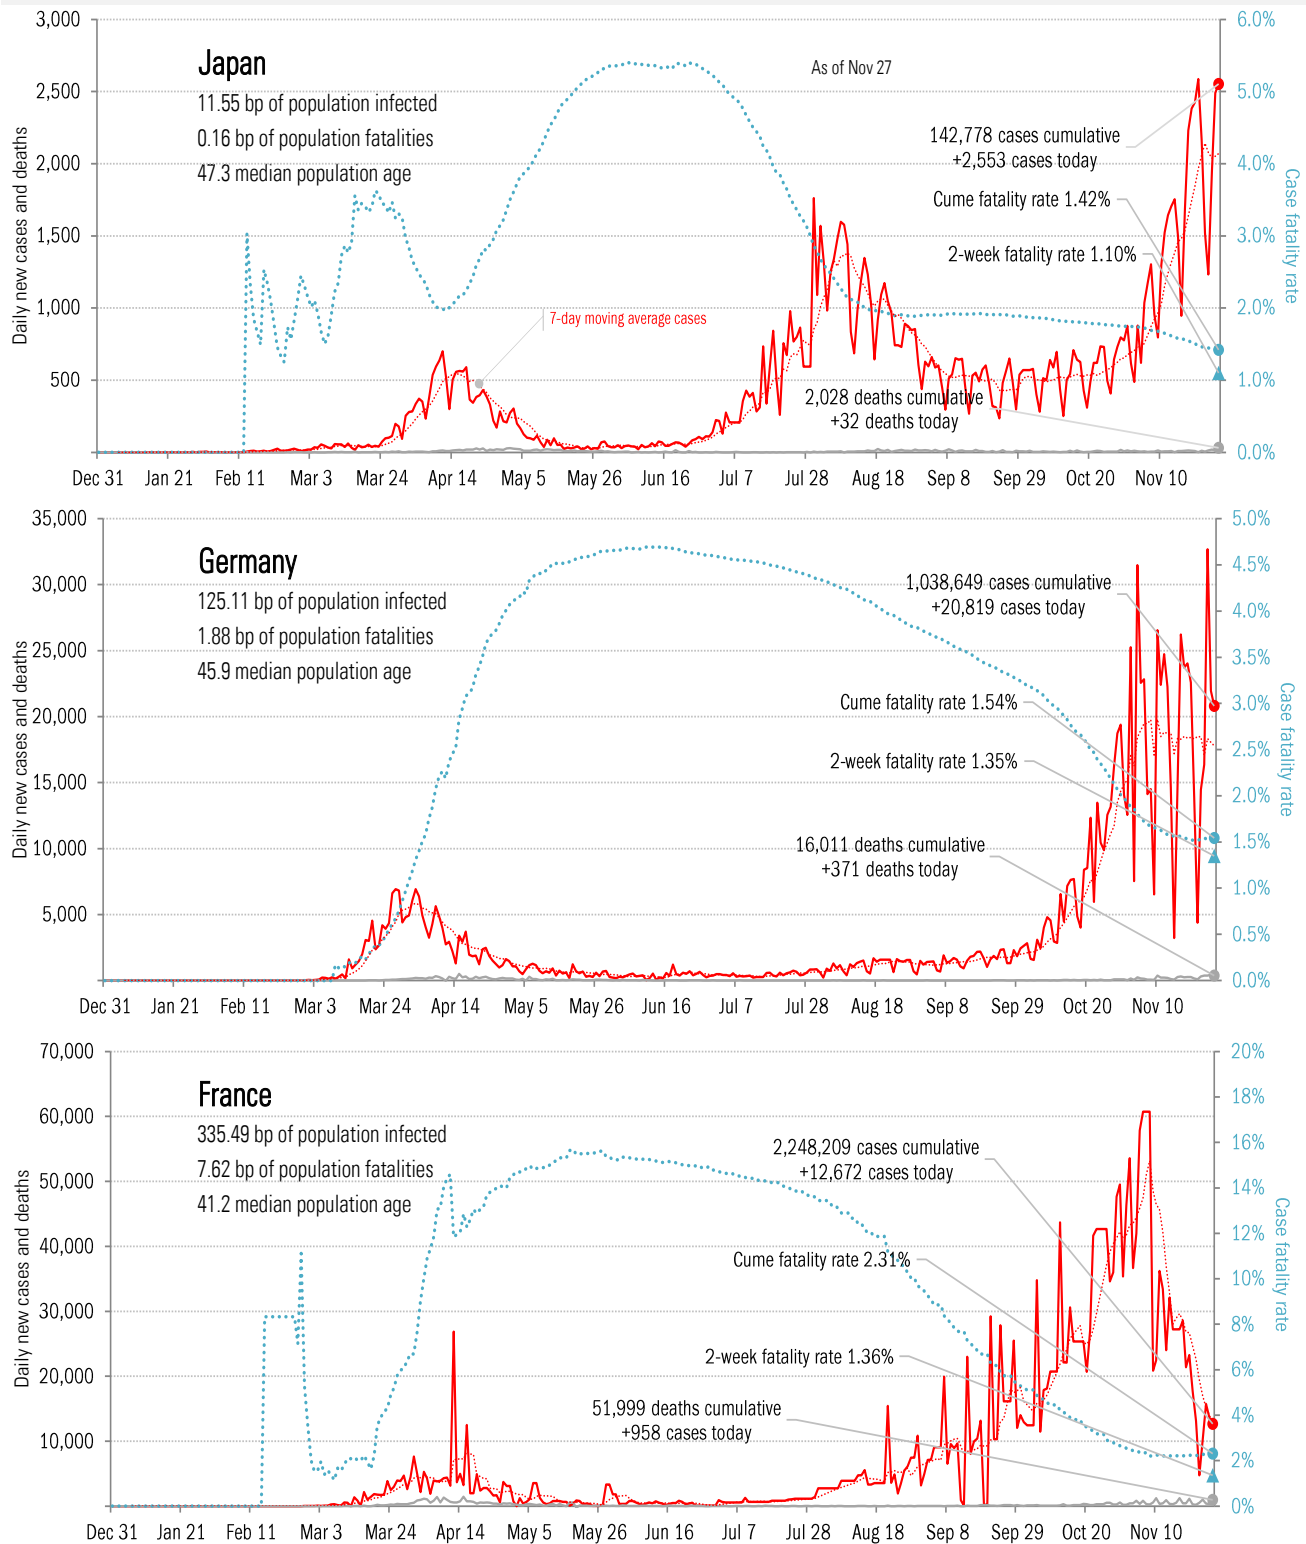 3,000
6.0%
Japan
As of Nov 27
11.55 bp of population infected
2,500
5.0%
0.16 bp of population fatalities
142,778 cases cumulative
+2,553 cases today
2,000
4.0%
47.3 median population age
Cume fatality rate 1.42%
1,500
3.0%
2-week fatality rate 1.10%
1,000
2.0%
7-day moving average cases
500
1.0%
2,028 deaths cumulative
+32 deaths today
0.0%
Daily new cases and deaths
Case fatality rate
Dec 31 Jan 21 Feb 11 Mar 3 Mar 24 Apr 14 May 5 May 26 Jun 16 Jul 7 Jul 28 Aug 18 Sep 8 Sep 29 Oct 20 Nov 10
35,000
5.0%
Germany
4.5%
30,000
1,038,649 cases cumulative
+20,819 cases today
125.11 bp of population infected
4.0%
1.88 bp of population fatalities
25,000
3.5%
45.9 median population age
Cume fatality rate 1.54%
3.0%
20,000
2.5%
2-week fatality rate 1.35%
15,000
2.0%
16,011 deaths cumulative
+371 deaths today
10,000
1.5%
1.0%
5,000
0.5%
0.0%
Daily new cases and deaths
Case fatality rate
Dec 31 Jan 21 Feb 11 Mar 3 Mar 24 Apr 14 May 5 May 26 Jun 16 Jul 7 Jul 28 Aug 18 Sep 8 Sep 29 Oct 20 Nov 10
70,000
20%
France
18%
60,000
335.49 bp of population infected
16%
2,248,209 cases cumulative
+12,672 cases today
7.62 bp of population fatalities
50,000
14%
41.2 median population age
12%
40,000
Cume fatality rate 2.31%
10%
30,000
8%
2-week fatality rate 1.36%
20,000
6%
51,999 deaths cumulative
+958 cases today
4%
10,000
2%
0%
Daily new cases and deaths
Case fatality rate
Dec 31 Jan 21 Feb 11 Mar 3 Mar 24 Apr 14 May 5 May 26 Jun 16 Jul 7 Jul 28 Aug 18 Sep 8 Sep 29 Oct 20 Nov 10